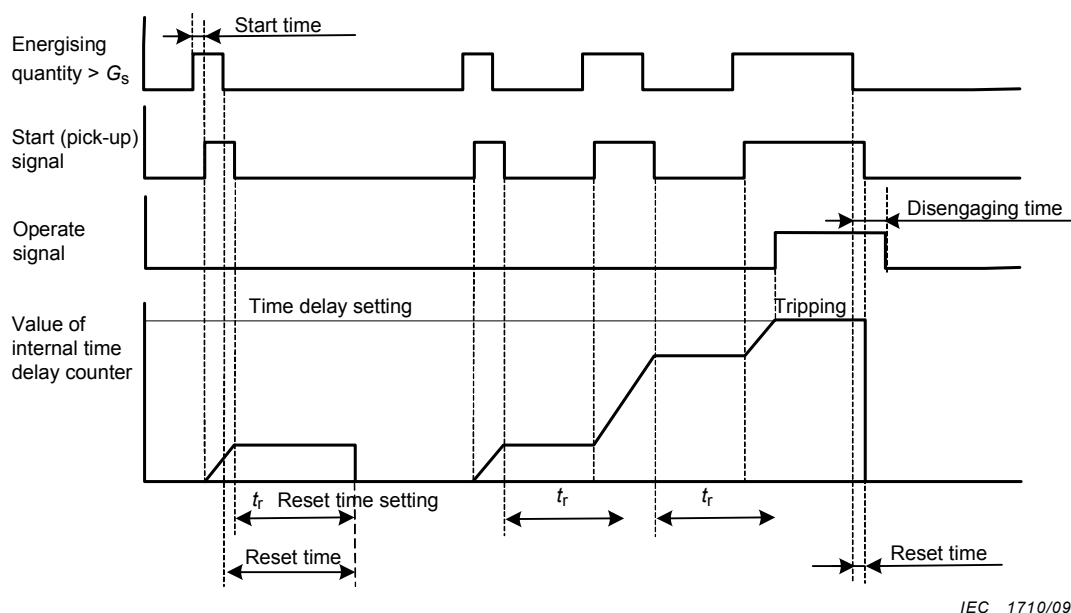 Start time
Energising
quantity > Gs
Start (pick-up)
signal
Disengaging time
Operate
signal
Time delay setting
Tripping
Value of
internal time
delay counter
tr Reset time setting
tr
tr
Reset time
Reset time
IEC 1710/09